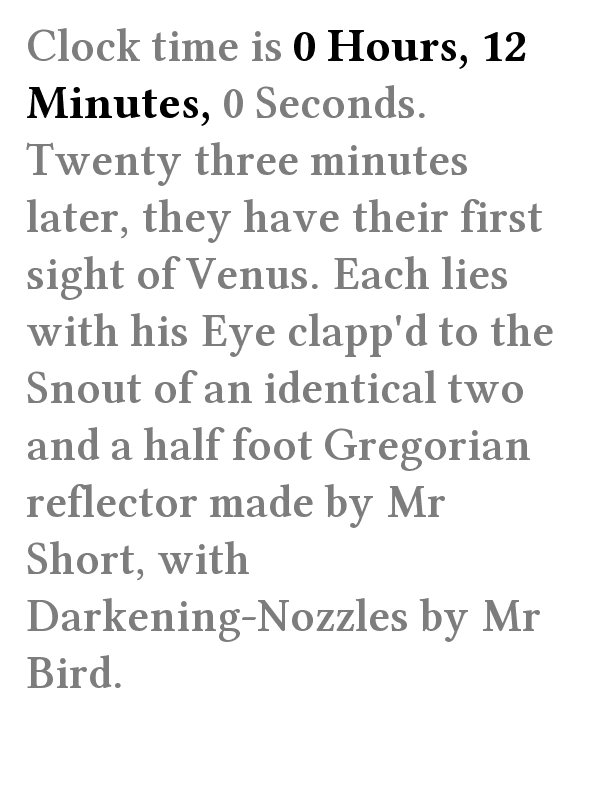 Clock time is 0 Hours, 12
Minutes, 0 Seconds.
Twenty three minutes
later, they have their first
sight of Venus. Each lies
with his Eye clapp'd to the
Snout of an identical two
and a half foot Gregorian
reflector made by Mr
Short, with
Darkening-Nozzles by Mr
Bird.